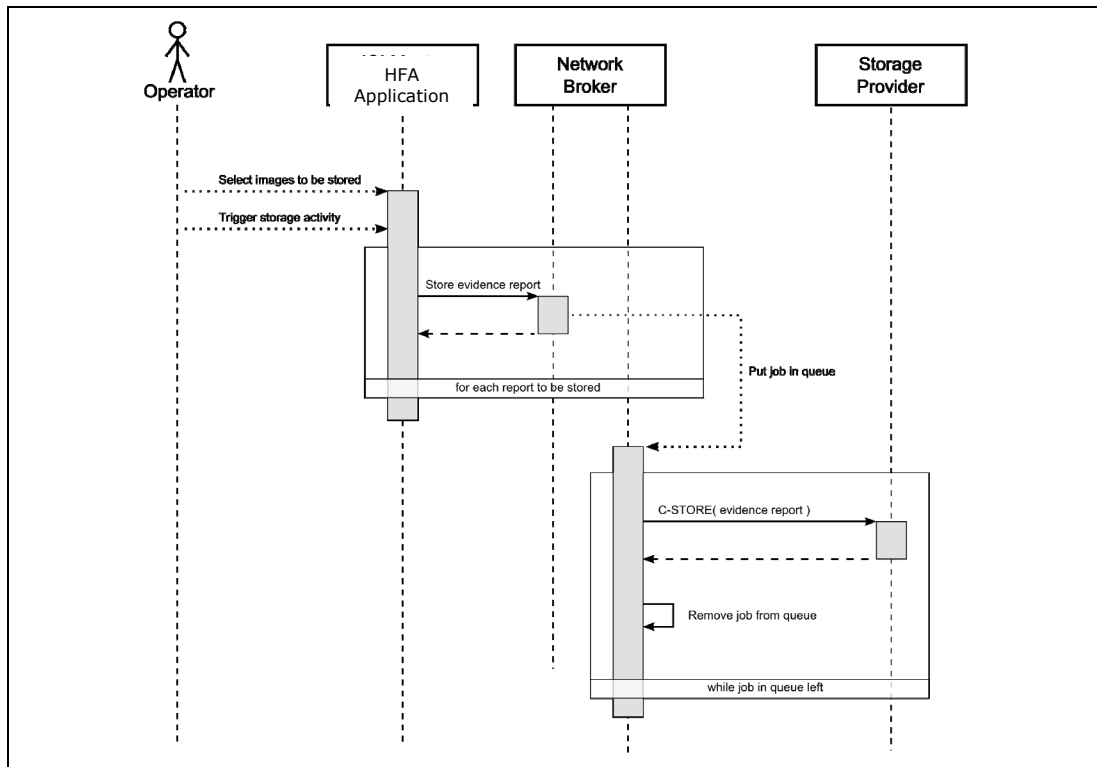 Operator
HFA
Application
Network
Broker
Storage
Provider
Select images to be stored
Trigger storage activity
Store evidence report
Put job in queue
for each report to be stored
C-STORE( evidence report )
Remove job from queue
while job in queue left